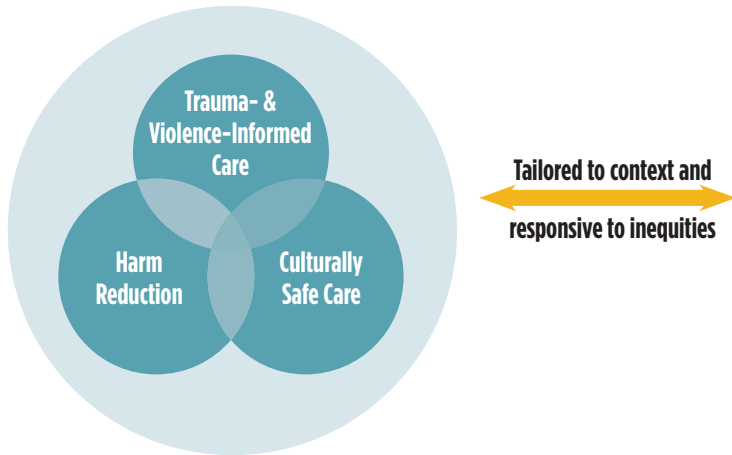 Trauma- &
Violence-Informed
Care
Harm
Reduction
Culturally
Safe Care
Tailored to context and
responsive to inequities